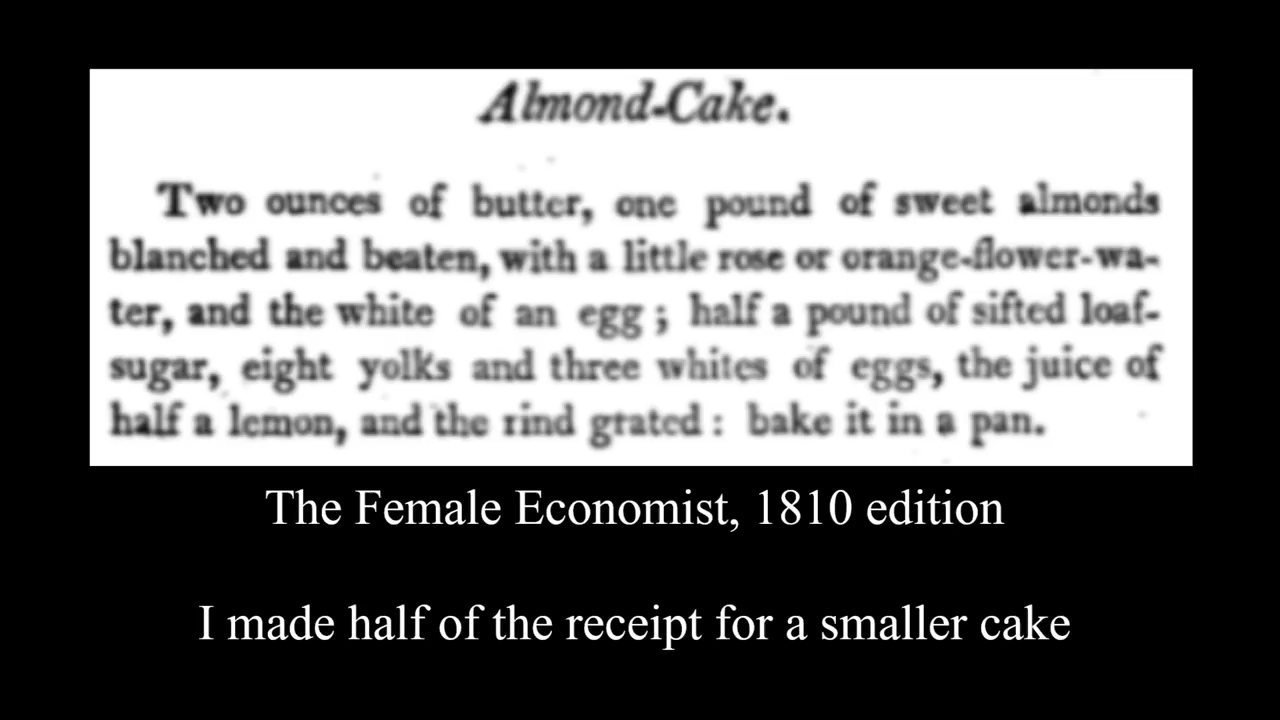 Almond-Cake.
Two ounces of butter, one pound of sweet almonds
blanched and beaten, with a little rose or orange-flower-wa-
ter, and the white of an egg; half a pound of sifted loaf-
sugar, eight yolks and three whites of eggs, the juice of
half a lemon, and the rind grated: bake it in a pan.
The Female Economist, 1810 edition
I made half of the receipt for a smaller cake